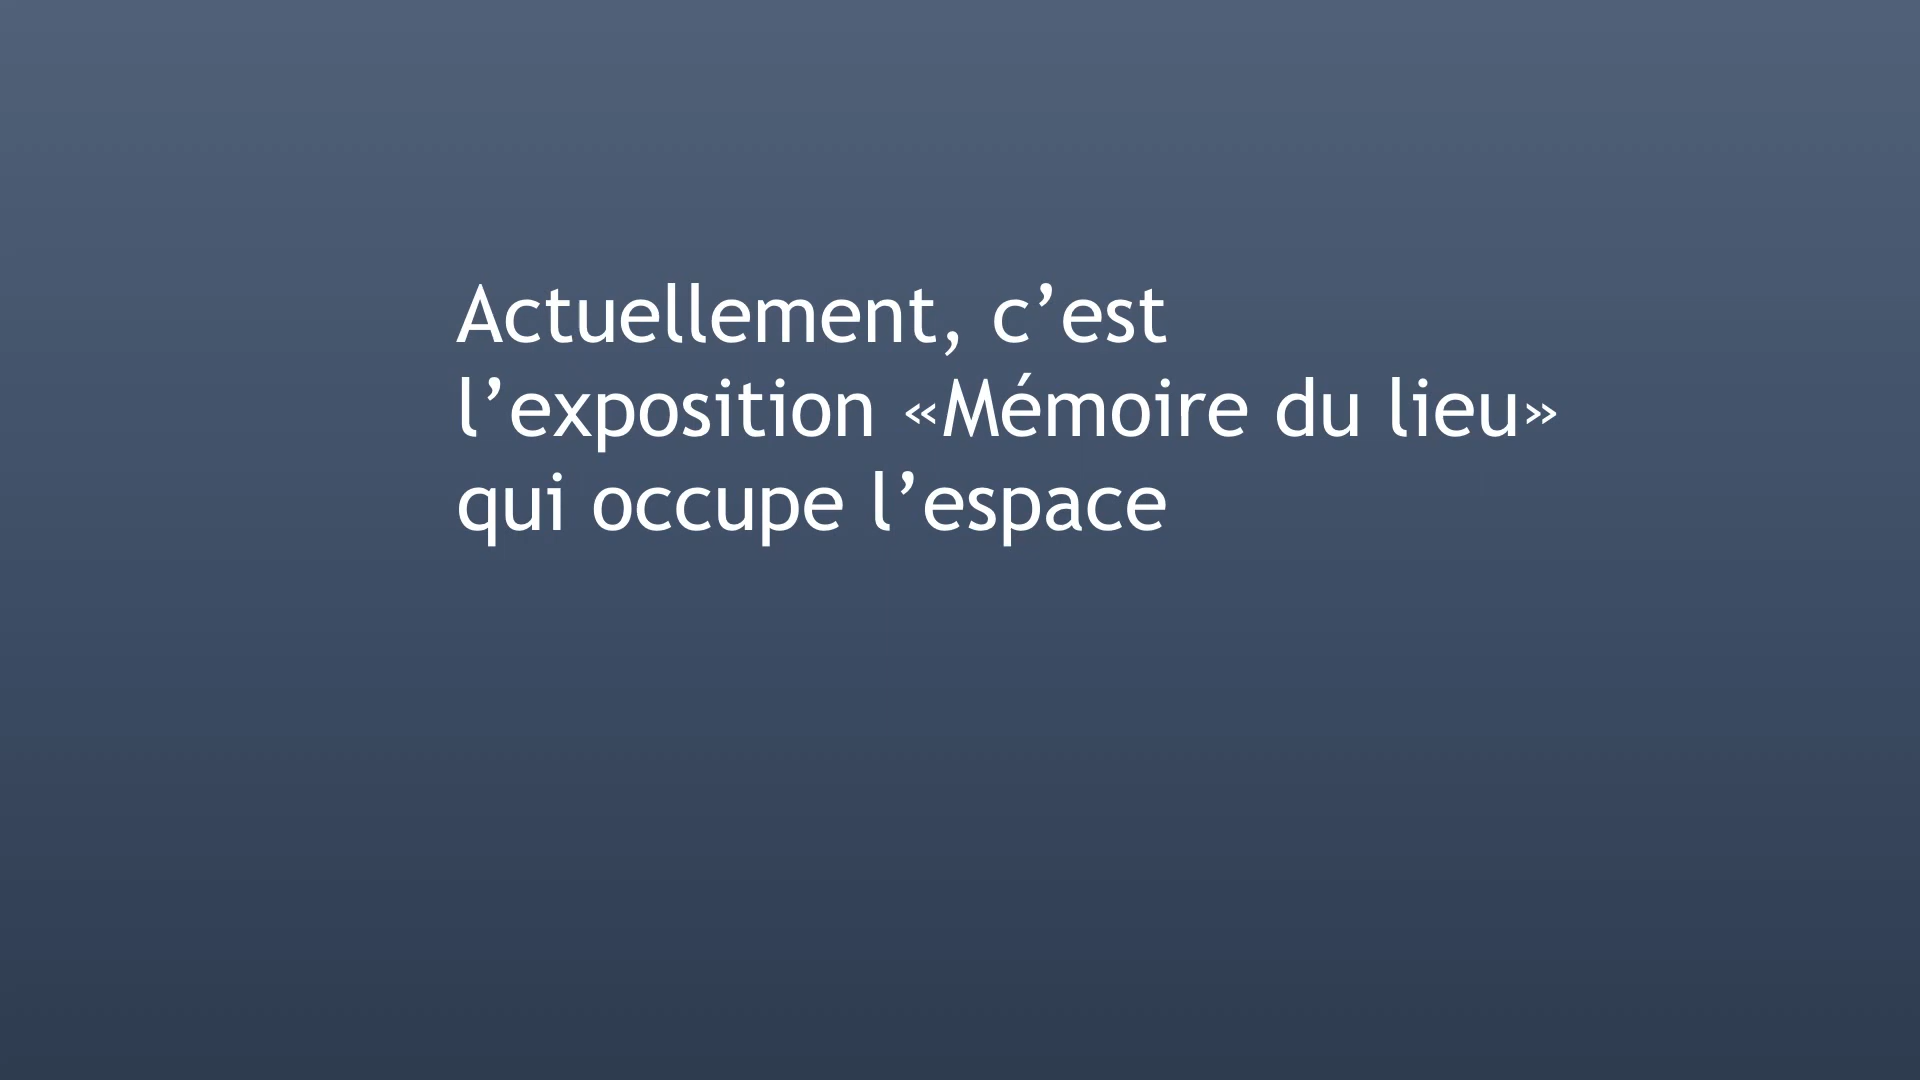 Actuellement, c’est
l’exposition «Mémoire du lieu»
qui occupe l’espace